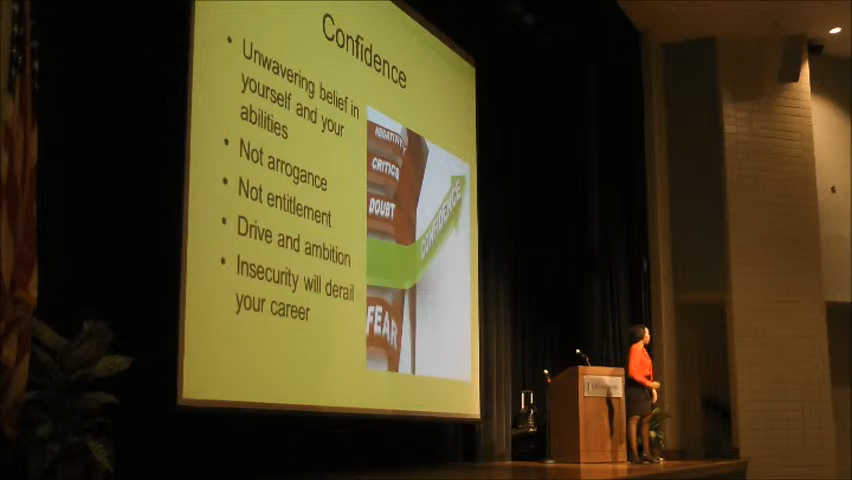 Confidence
• Unwavering belief in
yourself and your
abilities
• Not arrogance
• Not entitlement
• Drive and ambition
• Insecurity will derail
your career
NEGATIVITY
CRITICS
DOUBT
CONFIDENCE
FEAR